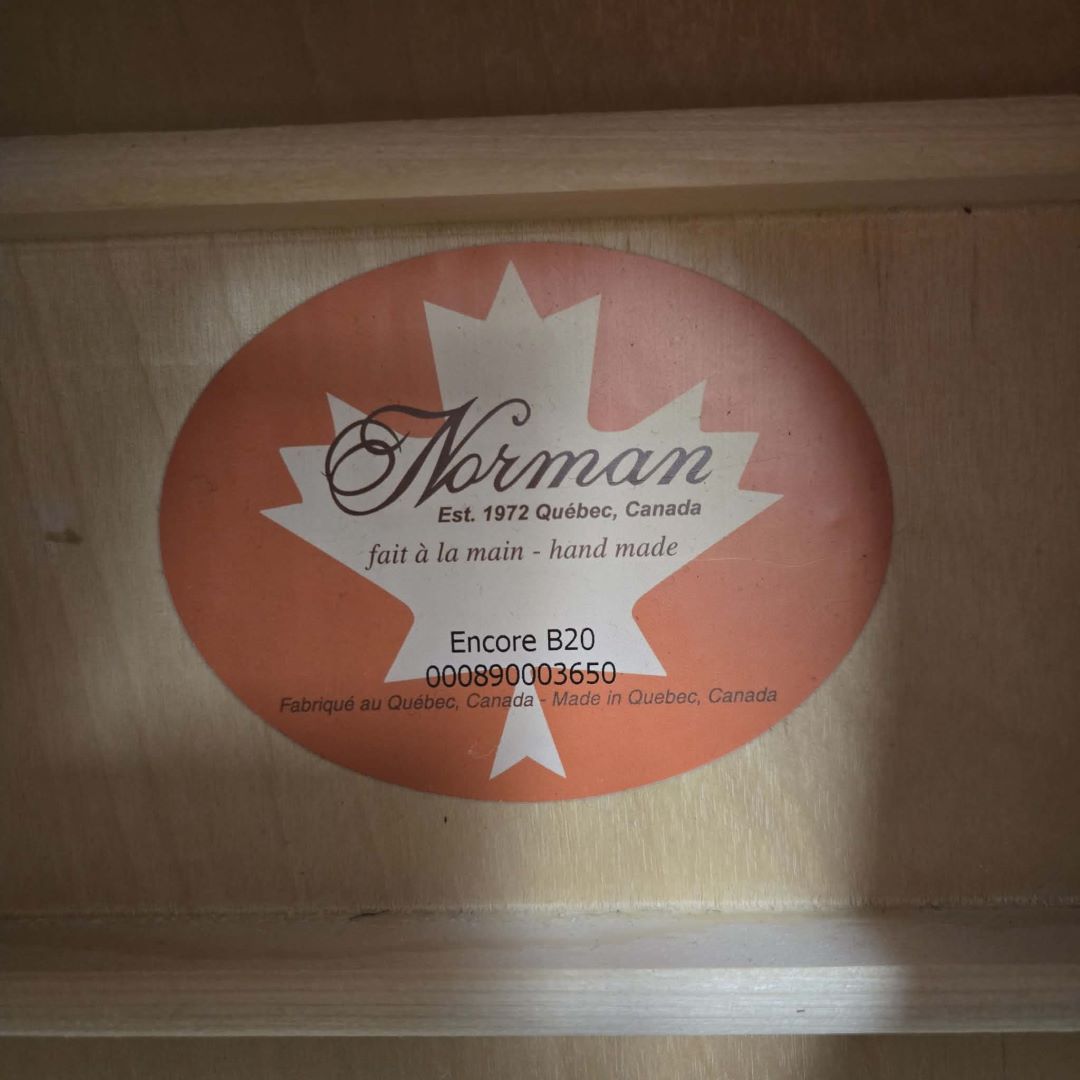 Norman
Est. 1972 Québec, Canada
fait à la main - hand made
Encore B20
000890003650
Fabriqué au Québec, Canada - Made in Quebec, Canada